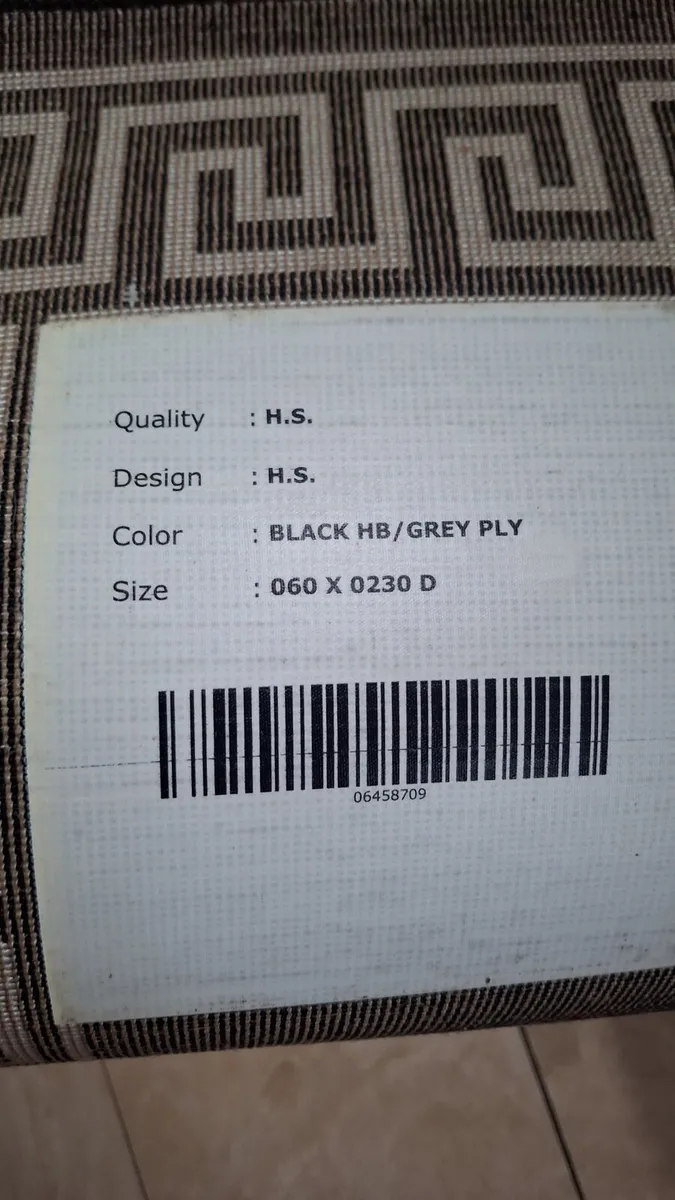 Quality : H.S.
Design : H.S.
Color : BLACK HB/GREY PLY
Size : 060 X 0230 D
06458709